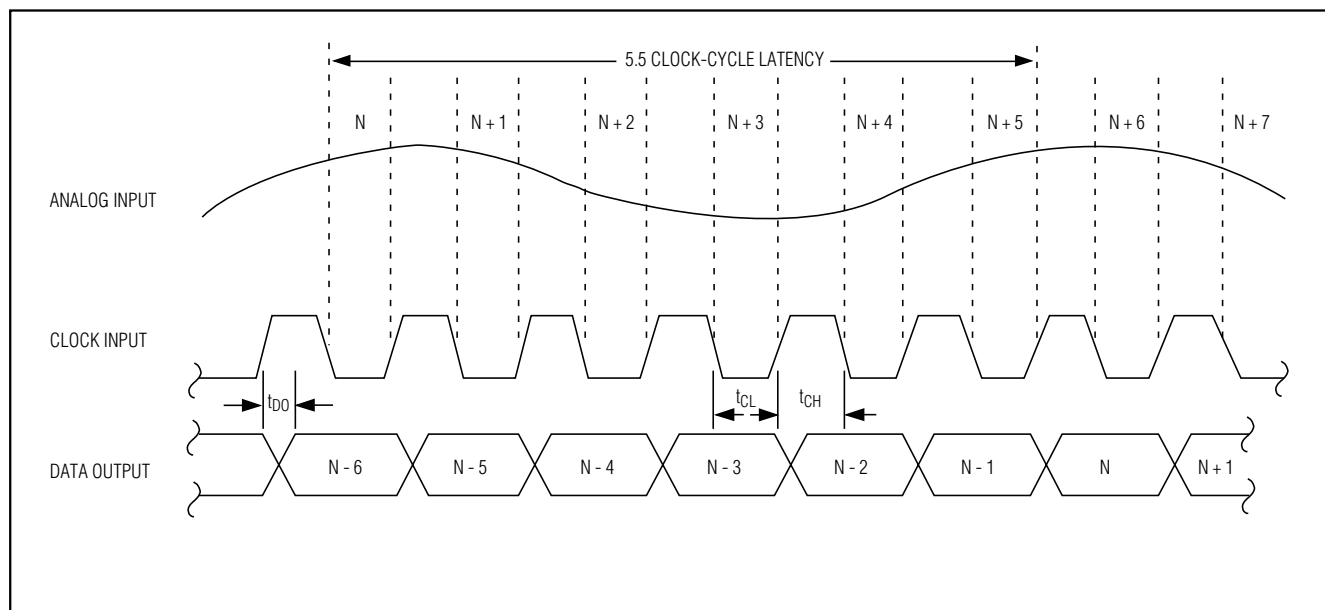 5.5 CLOCK-CYCLE LATENCY
N N + 1 N + 2 N + 3 N + 4 N + 5 N + 6 N + 7
ANALOG INPUT
CLOCK INPUT
tDO tCL tCH
DATA OUTPUT N - 6 N - 5 N - 4 N - 3 N - 2 N - 1 N N + 1